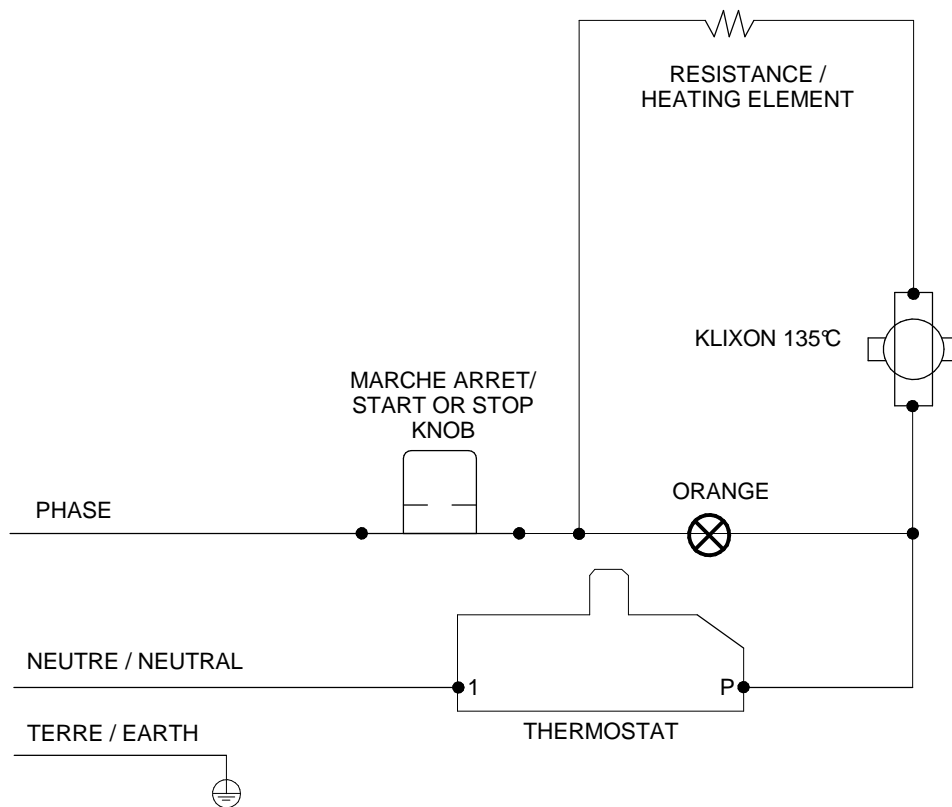 RESISTANCE /
HEATING ELEMENT
KLIXON 135°C
MARCHE ARRET/
START OR STOP
KNOB
PHASE
ORANGE
NEUTRE / NEUTRAL
1
P
TERRE / EARTH
THERMOSTAT